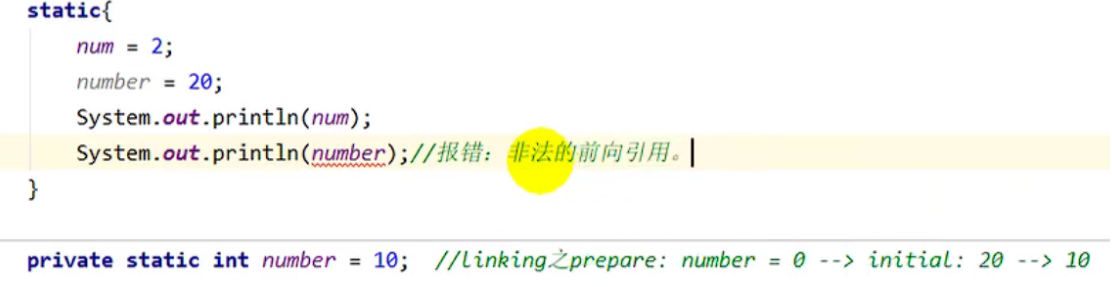 static{
num = 2;
number = 20;
System.out.println(num);
System.out.println(number);//报错：非法的前向引用。
}
private static int number = 10;  //linking之prepare: number = 0 --> initial: 20 --> 10